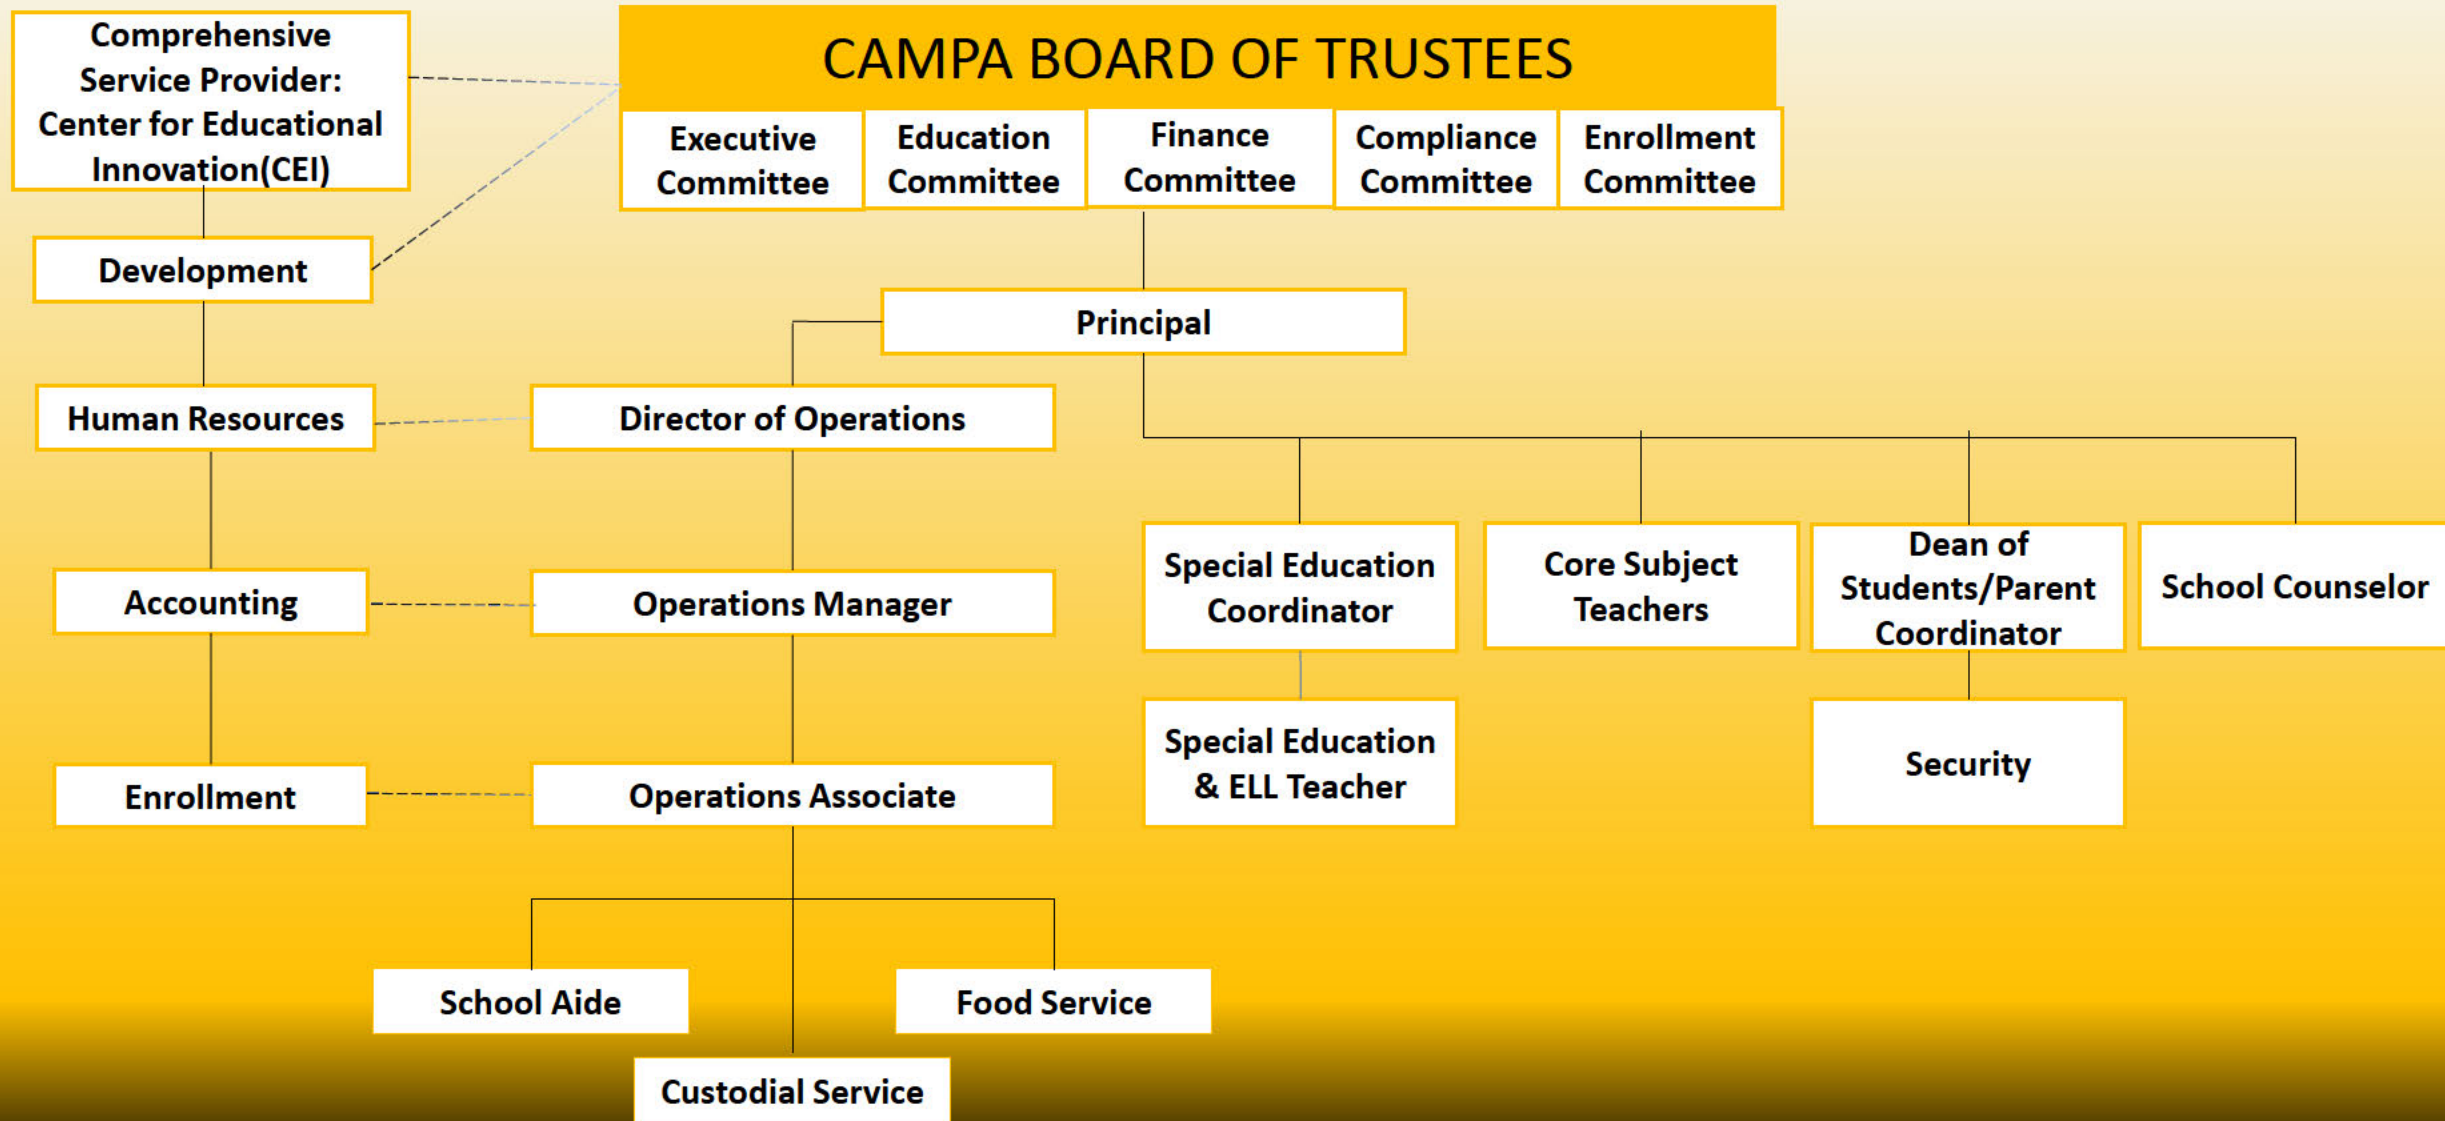 Comprehensive
Service Provider:
Center for Educational
Innovation(CEI)
CAMPA BOARD OF TRUSTEES
Executive
Committee
Education
Committee
Finance
Committee
Compliance
Committee
Enrollment
Committee
Development
Principal
Human Resources
Director of Operations
Special Education
Coordinator
Core Subject
Teachers
Dean of
Students/Parent
Coordinator
School Counselor
Accounting
Operations Manager
Special Education
& ELL Teacher
Security
Enrollment
Operations Associate
School Aide
Food Service
Custodial Service